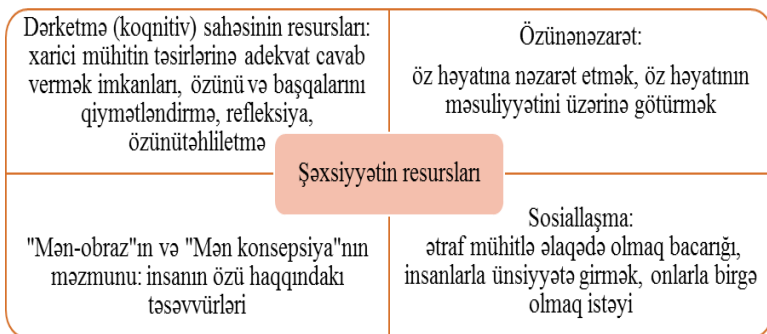 Dərketmə (koqnitiv) sahəsinin resursları:
xarici mühitin təsirlərinə adekvat cavab
vermək imkanları, özünü və başqalarını
qiymətləndirmə, refleksiya,
özünütəhliletmə
Özünənəzarət:
öz həyatına nəzarət etmək, öz həyatının
məsuliyyətini üzərinə götürmək
Şəxsiyyətin resursları
"Mən-obraz"ın və "Mən konsepsiya"nın
məzmunu: insanın özü haqqındakı
təsəvvürləri
Sosiallaşma:
ətraf mühitlə əlaqədə olmaq bacarığı,
insanlarla ünsiyyətə girmək, onlarla birgə
olmaq istəyi